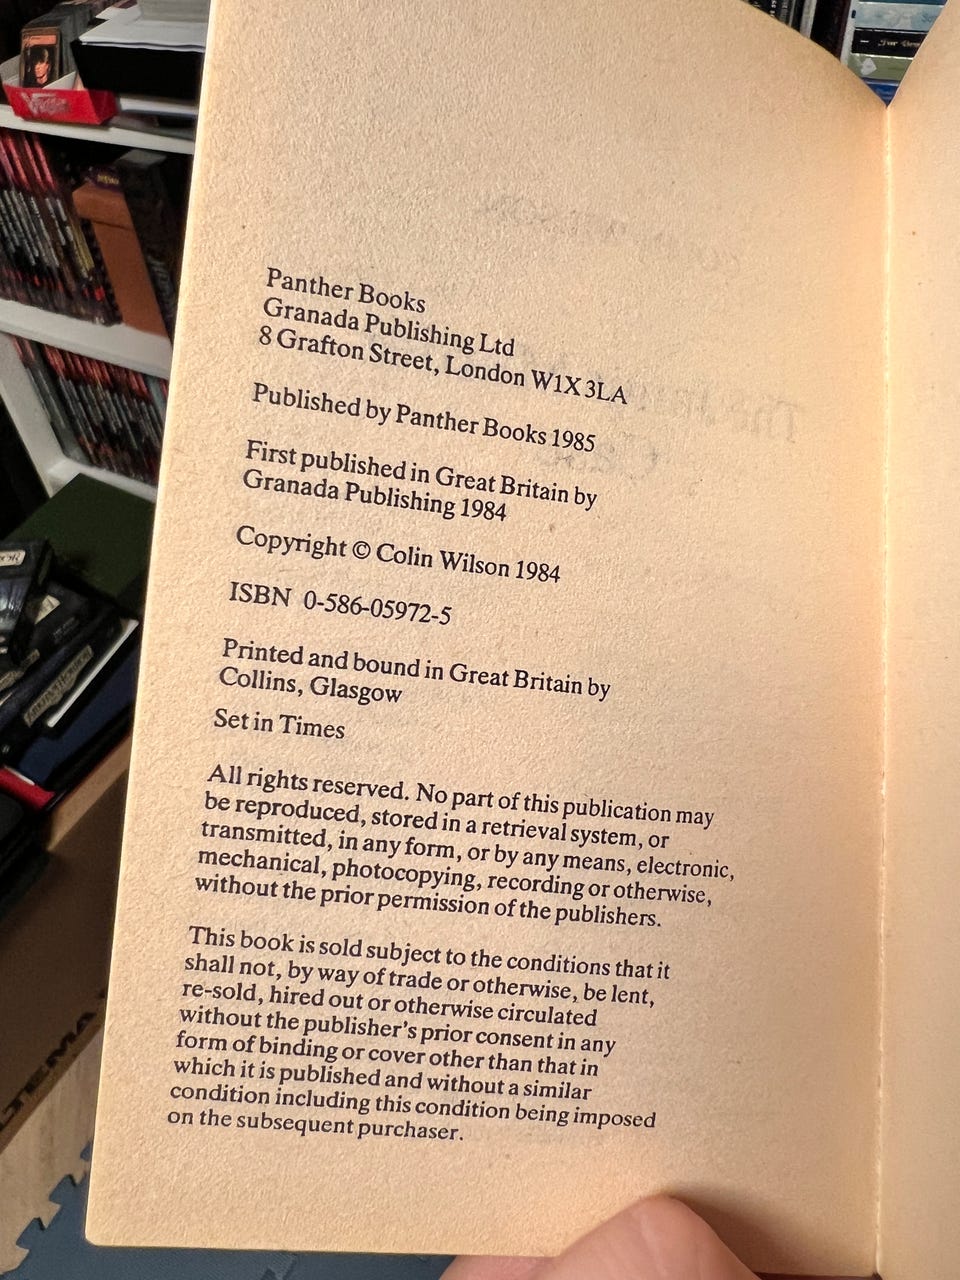 Panther Books
Granada Publishing Ltd
8 Grafton Street, London W1X 3LA
Published by Panther Books 1985
First published in Great Britain by
Granada Publishing 1984
Copyright © Colin Wilson 1984
ISBN 0-586-05972-5
Printed and bound in Great Britain by
Collins, Glasgow
Set in Times
All rights reserved. No part of this publication may
be reproduced, stored in a retrieval system, or
transmitted, in any form, or by any means, electronic,
mechanical, photocopying, recording or otherwise,
without the prior permission of the publishers.
This book is sold subject to the conditions that it
shall not, by way of trade or otherwise, be lent,
re-sold, hired out or otherwise circulated
without the publisher's prior consent in any
form of binding or cover other than that in
which it is published and without a similar
condition including this condition being imposed
on the subsequent purchaser.